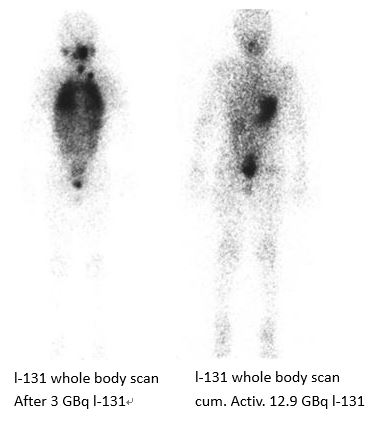 l-131 whole body scan
After 3 GBq l-131↵
l-131 whole body scan
cum. Activ. 12.9 GBq l-131